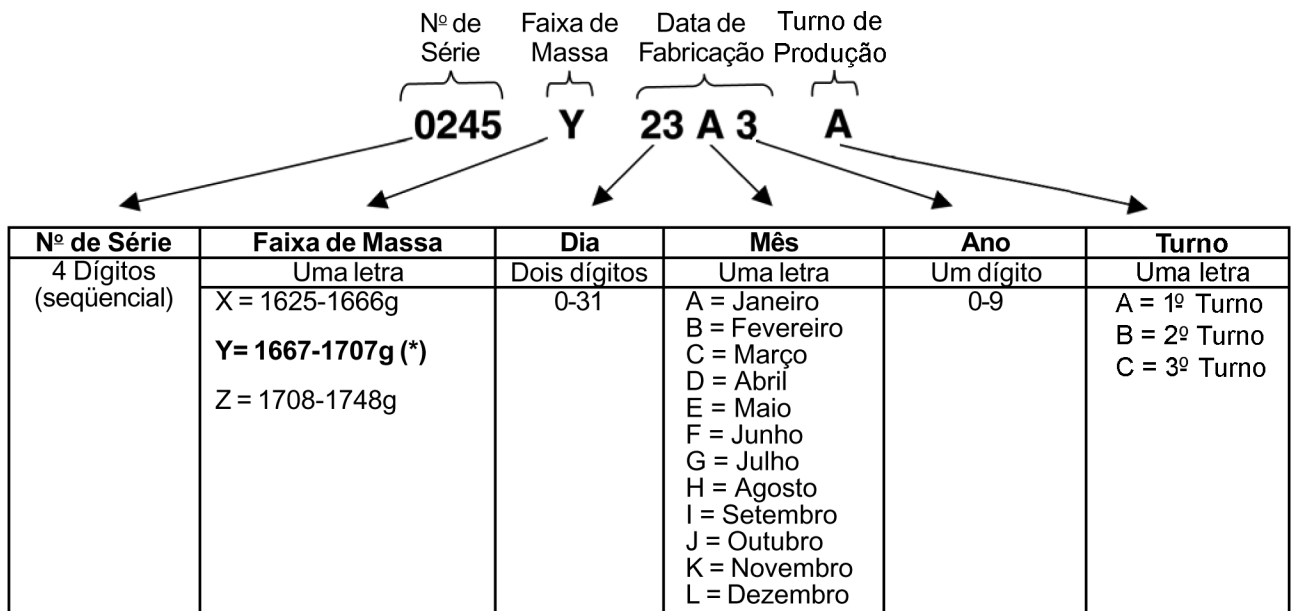 Nº de Série
Faixa de Massa
Data de Fabricação
Turno de Produção
0245 Y 23 A 3 A
Nº de Série
4 Dígitos
(seqüencial)
Faixa de Massa
Uma letra
X = 1625-1666g
Y= 1667-1707g (*)
Z = 1708-1748g
Dia
Dois dígitos
0-31
Mês
Uma letra
A = Janeiro
B = Fevereiro
C = Março
D = Abril
E = Maio
F = Junho
G = Julho
H = Agosto
I = Setembro
J = Outubro
K = Novembro
L = Dezembro
Ano
Um dígito
0-9
Turno
Uma letra
A = 1º Turno
B = 2º Turno
C = 3º Turno